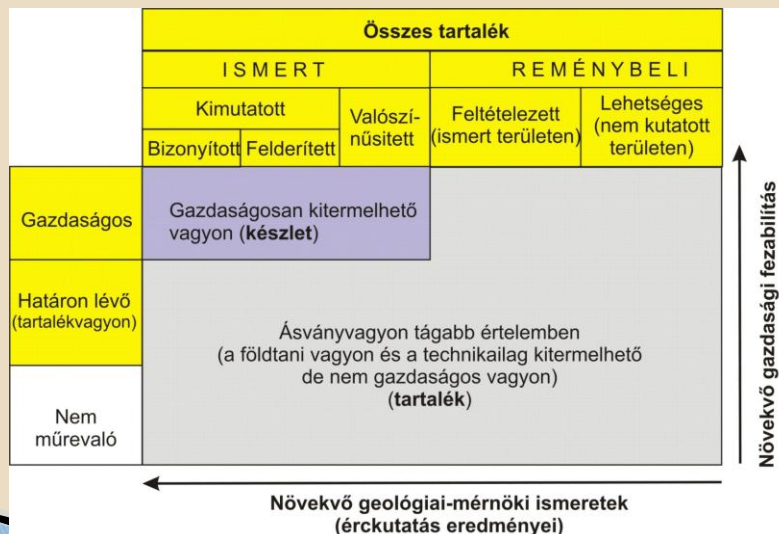 Összes tartalék
ISMERT
REMÉNYBELI
Kimutatott
Valószí-
nűsitett
Feltételezett
(ismert területen)
Lehetséges
(nem kutatott
területen)
Bizonyított
Felderített
Gazdaságos
Gazdaságosan kitermelhető
vagyon (készlet)
Határon lévő
(tartalékvagyon)
Ásványvagyon tágabb értelemben
(a földtani vagyon és a technikailag kitermelhető
de nem gazdaságos vagyon)
(tartalék)
Nem
műrevaló
Növekvő gazdasági fezabilítás
Növekvő geológiai-mérnöki ismeretek
(érckutatás eredményei)